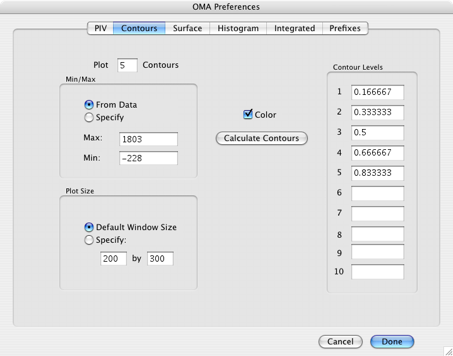 OMA Preferences
PIV Contours Surface Histogram Integrated Prefixes
Plot 5 Contours
Min/Max
From Data
Specify
Max: 1803
Min: -228
Color
Calculate Contours
Plot Size
Default Window Size
Specify:
200 by 300
Contour Levels
1 0.166667
2 0.333333
3 0.5
4 0.666667
5 0.833333
6
7
8
9
10
Cancel Done